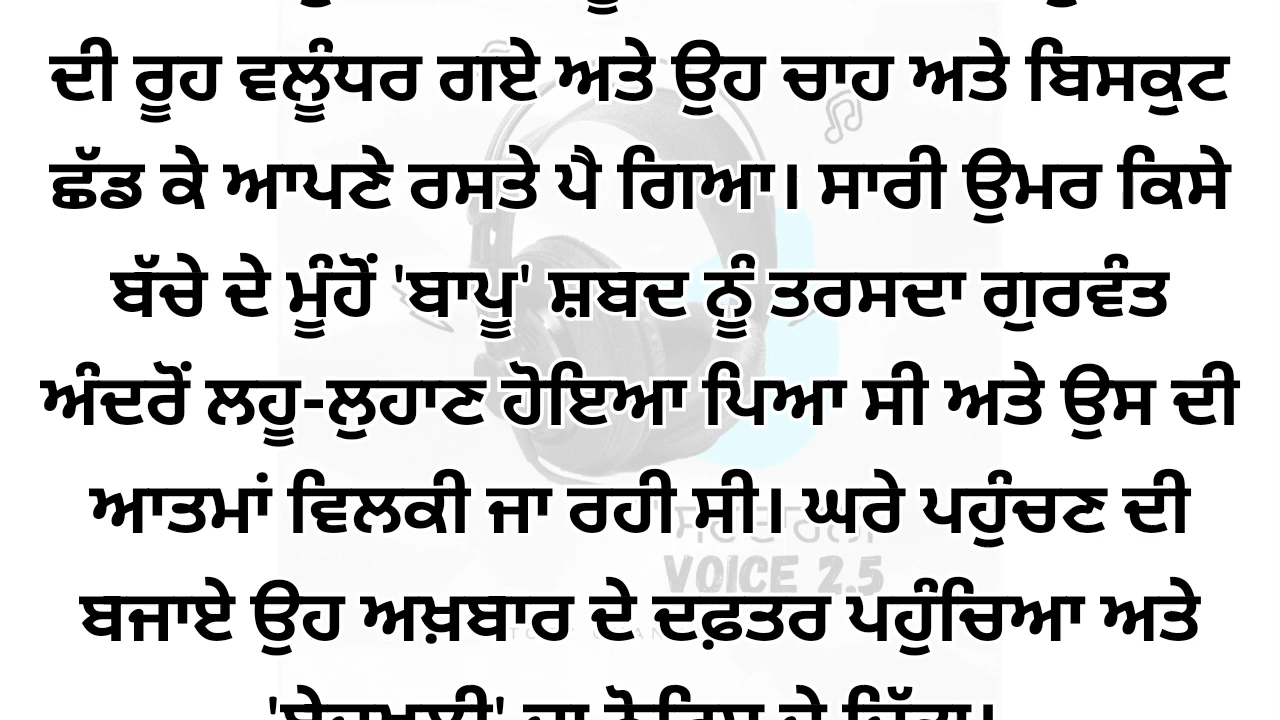 ਦੀ ਰੂਹ ਵਲੂੰਧਰ ਗਏ ਅਤੇ ਉਹ ਚਾਹ ਅਤੇ ਬਿਸਕੁਟ
ਛੱਡ ਕੇ ਆਪਣੇ ਰਸਤੇ ਪੈ ਗਿਆ। ਸਾਰੀ ਉਮਰ ਕਿਸੇ
ਬੱਚੇ ਦੇ ਮੂੰਹੋਂ 'ਬਾਪੂ' ਸ਼ਬਦ ਨੂੰ ਤਰਸਦਾ ਗੁਰਵੰਤ
ਅੰਦਰੋਂ ਲਹੂ-ਲੁਹਾਣ ਹੋਇਆ ਪਿਆ ਸੀ ਅਤੇ ਉਸ ਦੀ
ਆਤਮਾਂ ਵਿਲਕੀ ਜਾ ਰਹੀ ਸੀ। ਘਰੇ ਪਹੁੰਚਣ ਦੀ
VOICE 2.5
ਬਜਾਏ ਉਹ ਅਖ਼ਬਾਰ ਦੇ ਦਫ਼ਤਰ ਪਹੁੰਚਿਆ ਅਤੇ